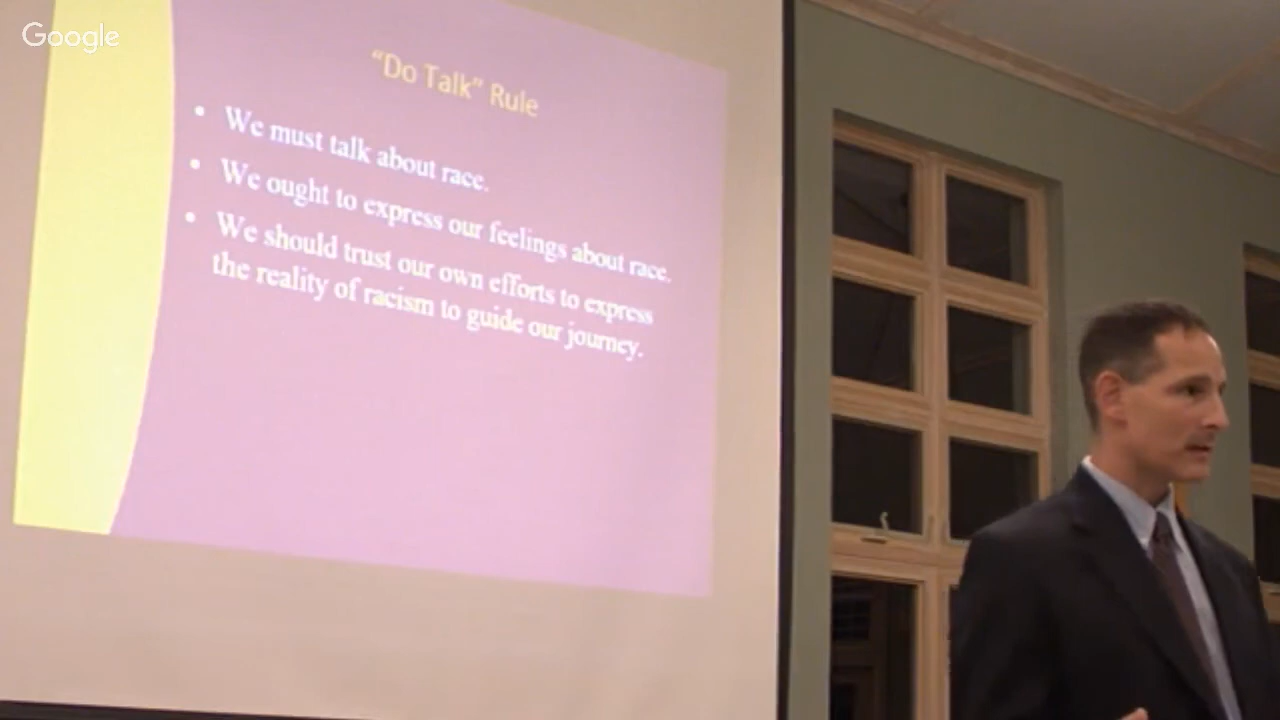 Google
“Do Talk” Rule
• We must talk about race.
• We ought to express our feelings about race.
• We should trust our own efforts to express
the reality of racism to guide our journey.